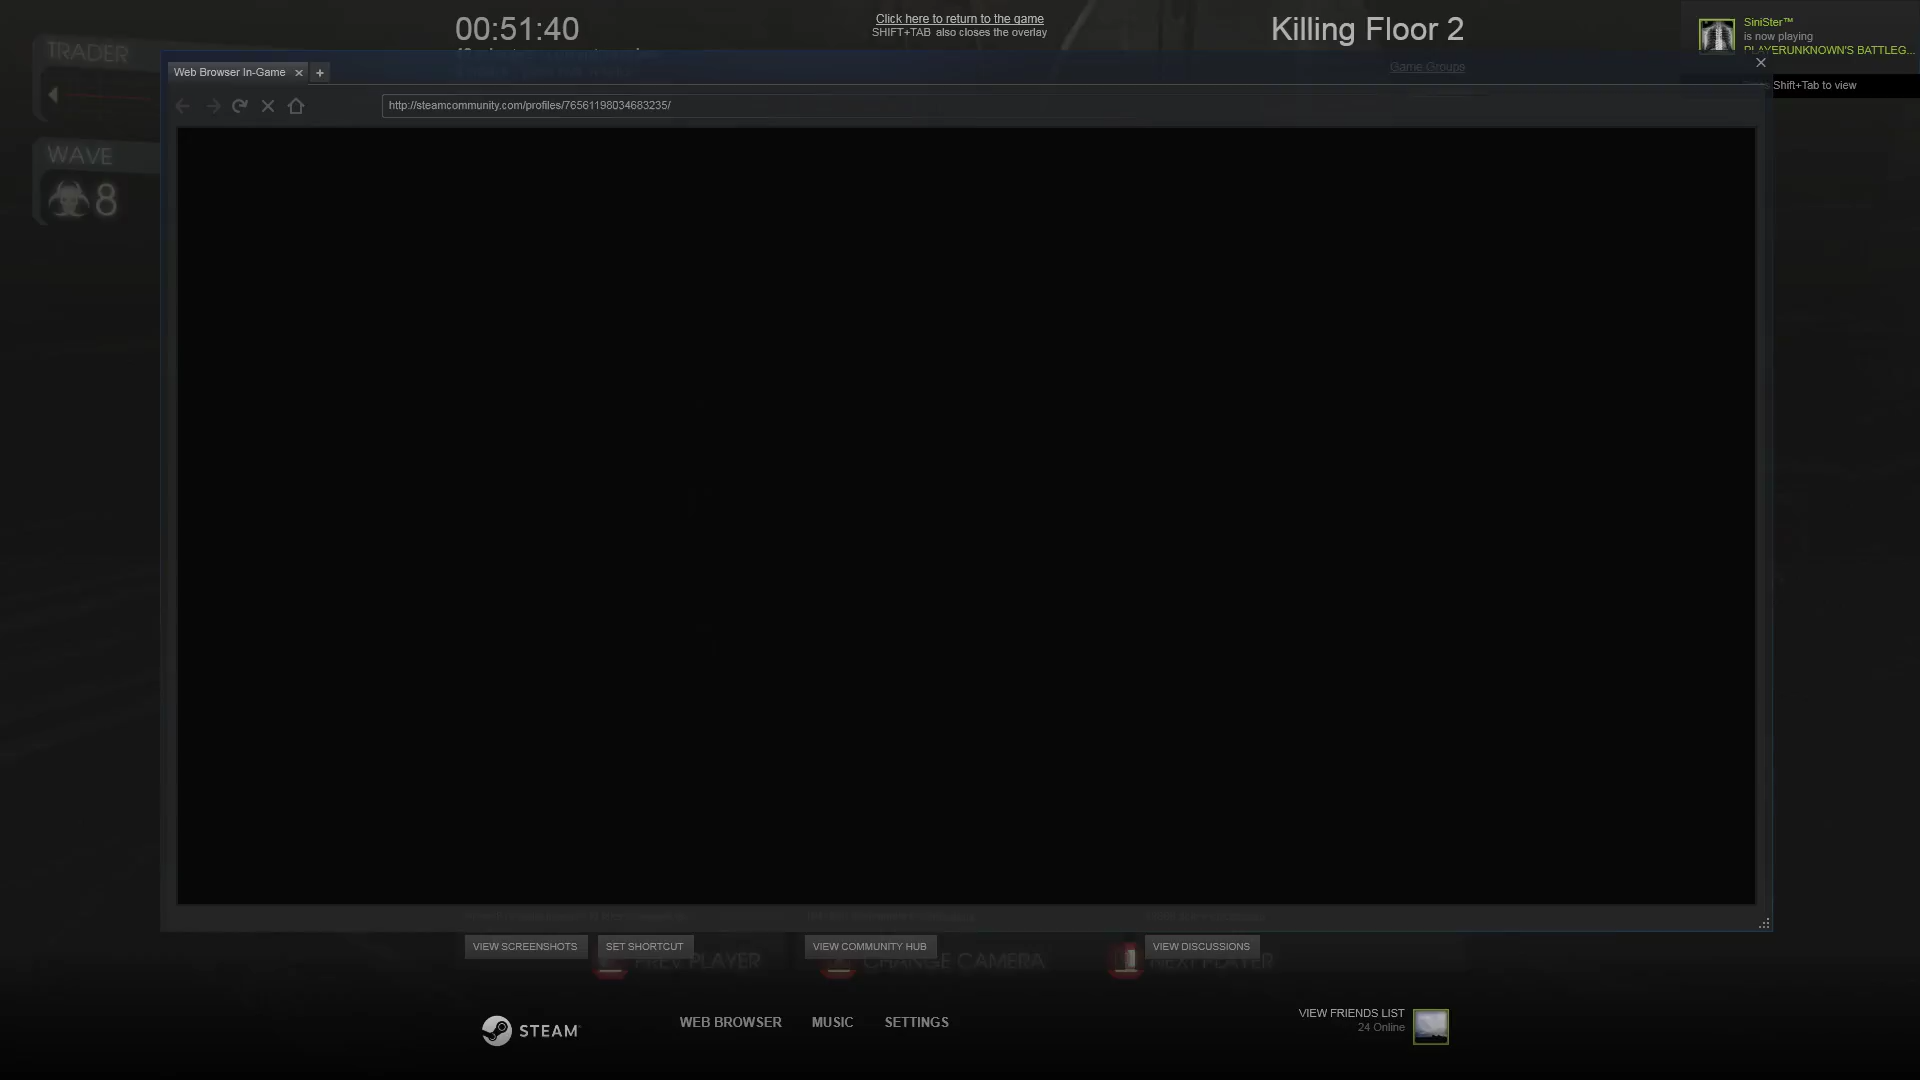 00:51:40
Click here to return to the game
SHIFT+TAB also closes the overlay
Killing Floor 2
SiniSter™
is now playing
PLAYERUNKNOWN'S BATTLEG...
Shift+Tab to view
TRADER
Game Groups
Web Browser In-Game
http://steamcommunity.com/profiles/76561198034683235/
WAVE
8
VIEW SCREENSHOTS
SET SHORTCUT
VIEW COMMUNITY HUB
VIEW DISCUSSIONS
PREV PLAYER
CHANGE CAMERA
NEXT PLAYER
STEAM
WEB BROWSER
MUSIC
SETTINGS
VIEW FRIENDS LIST
24 Online